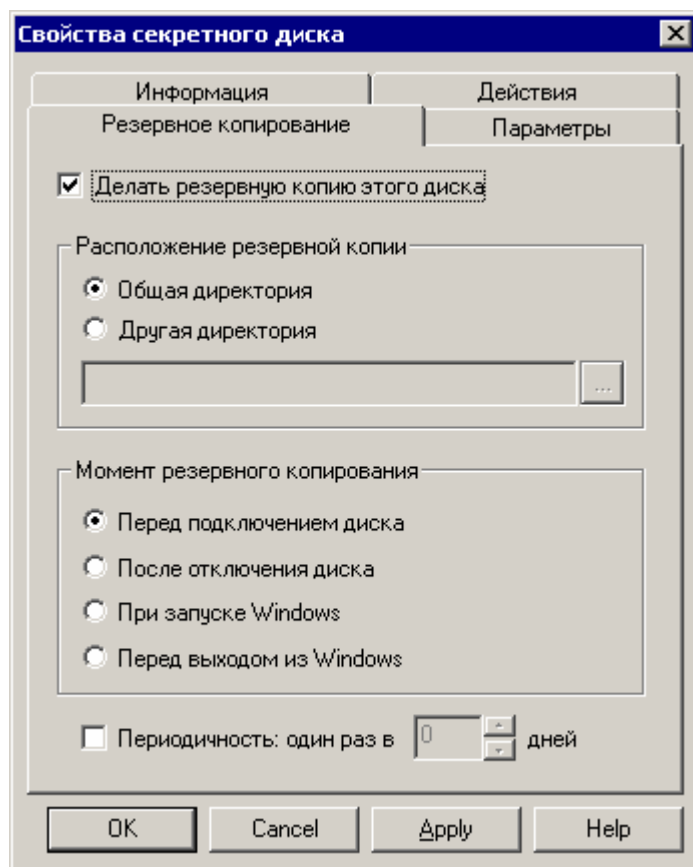 Свойства секретного диска
Информация
Действия
Резервное копирование
Параметры
Делать резервную копию этого диска
Расположение резервной копии
Общая директория
Другая директория
...
Момент резервного копирования
Перед подключением диска
После отключения диска
При запуске Windows
Перед выходом из Windows
Периодичность: один раз в 0 дней
OK
Cancel
Apply
Help